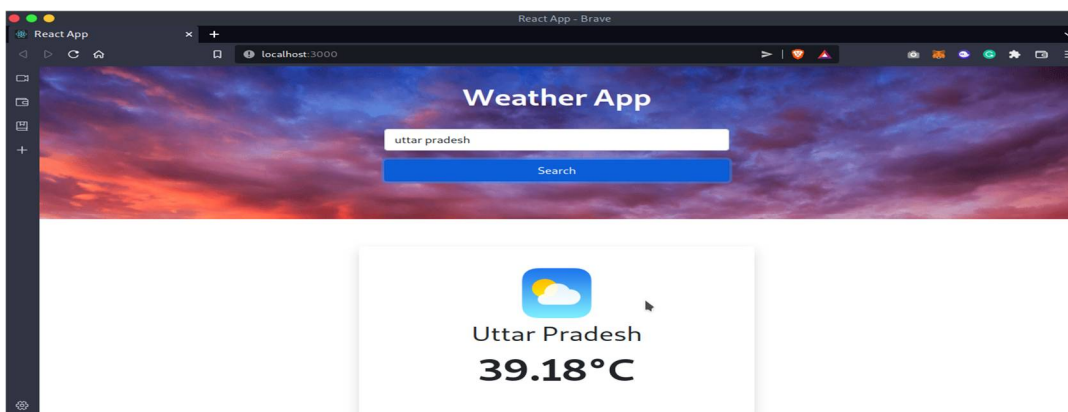 React App - Brave
React App
localhost:3000
Weather App
uttar pradesh
Search
Uttar Pradesh
39.18°C